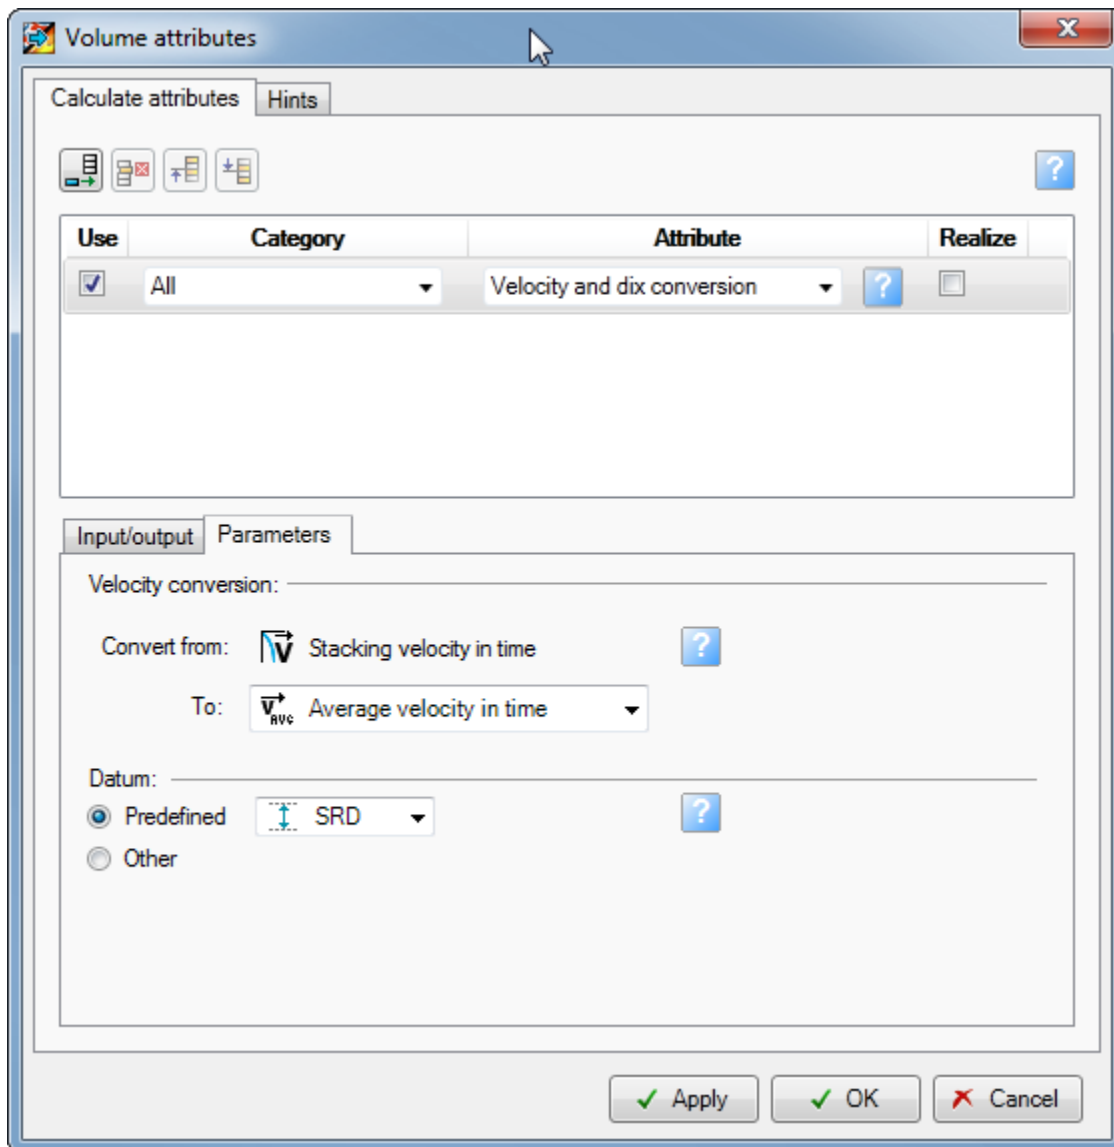 Volume attributes
Calculate attributes Hints
?
Use Category Attribute Realize
All Velocity and dix conversion ?
Input/output Parameters
Velocity conversion:
Convert from: V Stacking velocity in time ?
To: V AVG Average velocity in time
Datum:
Predefined SRD ?
Other
Apply OK Cancel